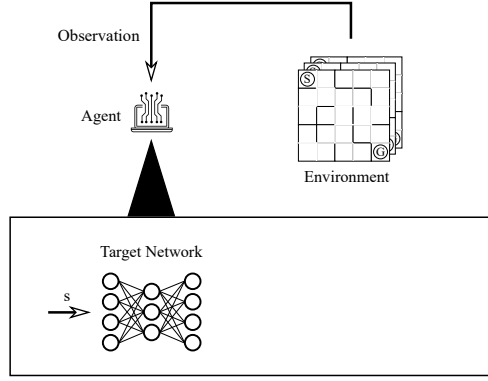 Observation
S
Agent
G
Environment
Target Network
s